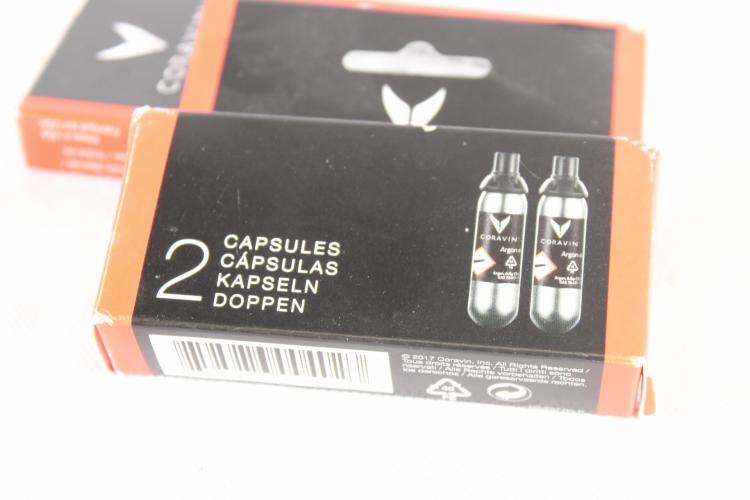 CORAVIN
2
CAPSULES
CÁPSULAS
KAPSELN
DOPPEN
CORAVIN
Argon
CORAVIN
Argon
© 2017 Coravin, Inc. All Rights Reserved /
Tous droits réservés / Tutti i diritti sono
riservati / Alle Rechte vorbehalten / Todos
los derechos / Alle gereserveerde rechten.